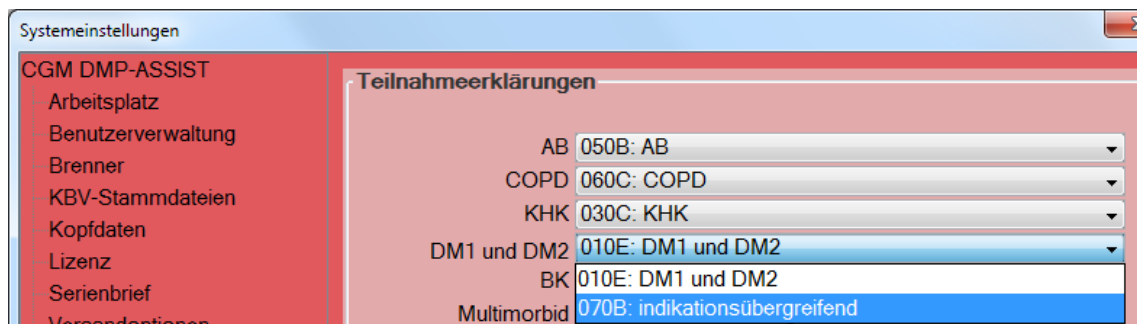 Systemeinstellungen
CGM DMP-ASSIST
Arbeitsplatz
Benutzerverwaltung
Brenner
KBV-Stammdateien
Kopfdaten
Lizenz
Serienbrief
Versandoptionen
Teilnahmeerklärungen
AB 050B: AB
COPD 060C: COPD
KHK 030C: KHK
DM1 und DM2 010E: DM1 und DM2
BK 010E: DM1 und DM2
Multimorbid 070B: indikationsübergreifend